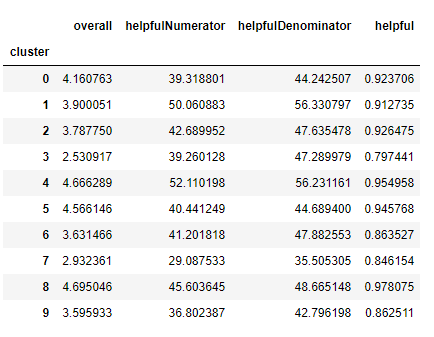 overall helpfulNumerator helpfulDenominator helpful
cluster
0 4.160763 39.318801 44.242507 0.923706
1 3.900051 50.060883 56.330797 0.912735
2 3.787750 42.689952 47.635478 0.926475
3 2.530917 39.260128 47.289979 0.797441
4 4.666289 52.110198 56.231161 0.954958
5 4.566146 40.441249 44.689400 0.945768
6 3.631466 41.201818 47.882553 0.863527
7 2.932361 29.087533 35.505305 0.846154
8 4.695046 45.603645 48.665148 0.978075
9 3.595933 36.802387 42.796198 0.862511